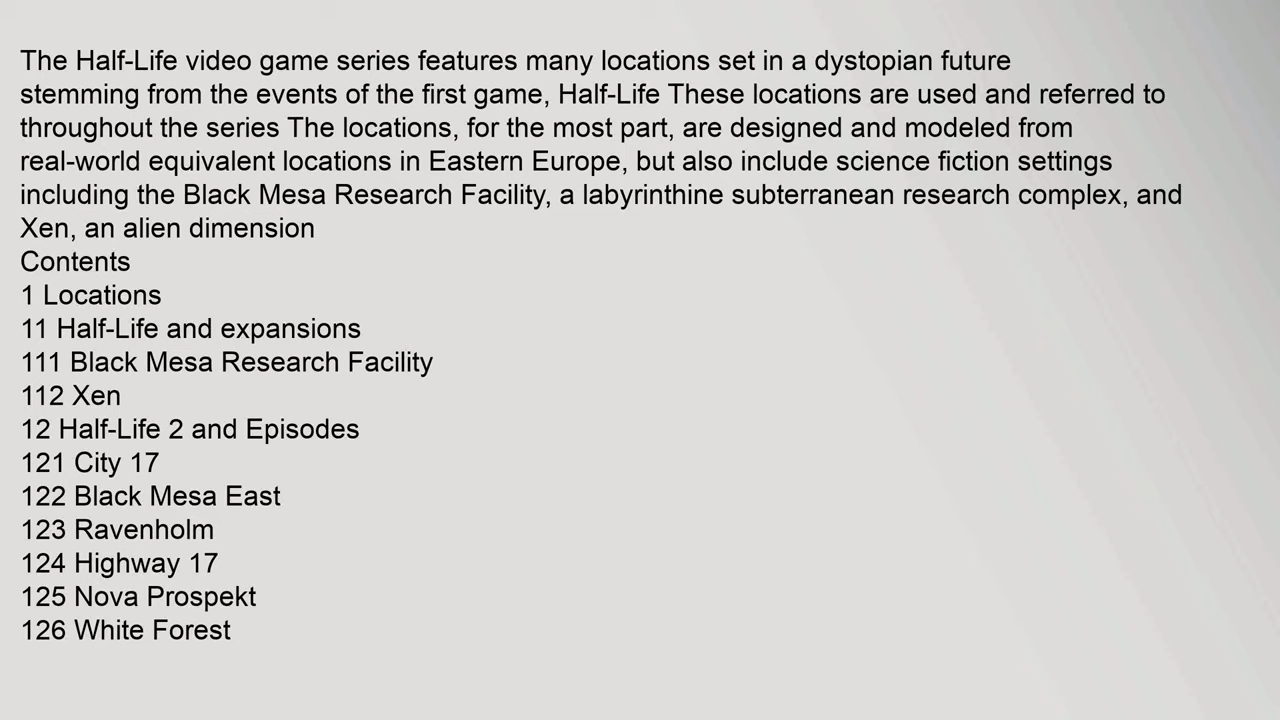 The Half-Life video game series features many locations set in a dystopian future
stemming from the events of the first game, Half-Life These locations are used and referred to
throughout the series The locations, for the most part, are designed and modeled from
real-world equivalent locations in Eastern Europe, but also include science fiction settings
including the Black Mesa Research Facility, a labyrinthine subterranean research complex, and
Xen, an alien dimension
Contents
1 Locations
11 Half-Life and expansions
111 Black Mesa Research Facility
112 Xen
12 Half-Life 2 and Episodes
121 City 17
122 Black Mesa East
123 Ravenholm
124 Highway 17
125 Nova Prospekt
126 White Forest